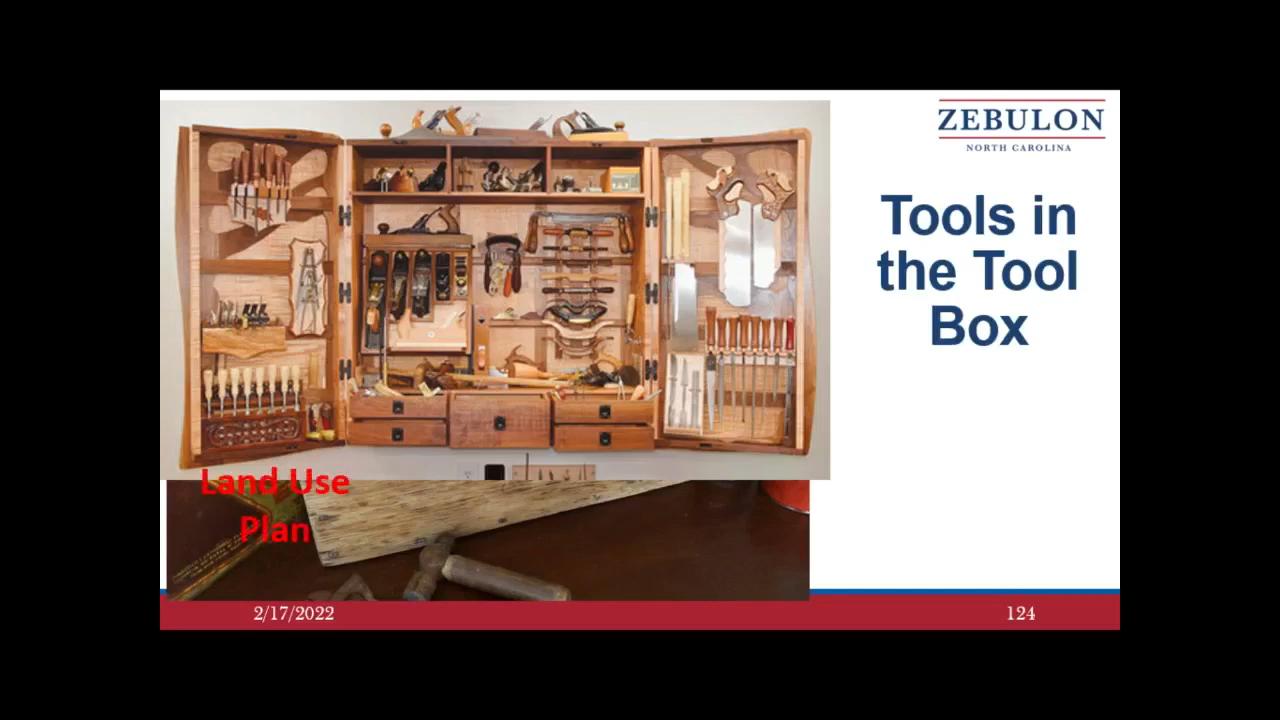 ZEBULON
NORTH CAROLINA
Tools in
the Tool
Box
Land Use
Plan
2/17/2022
124